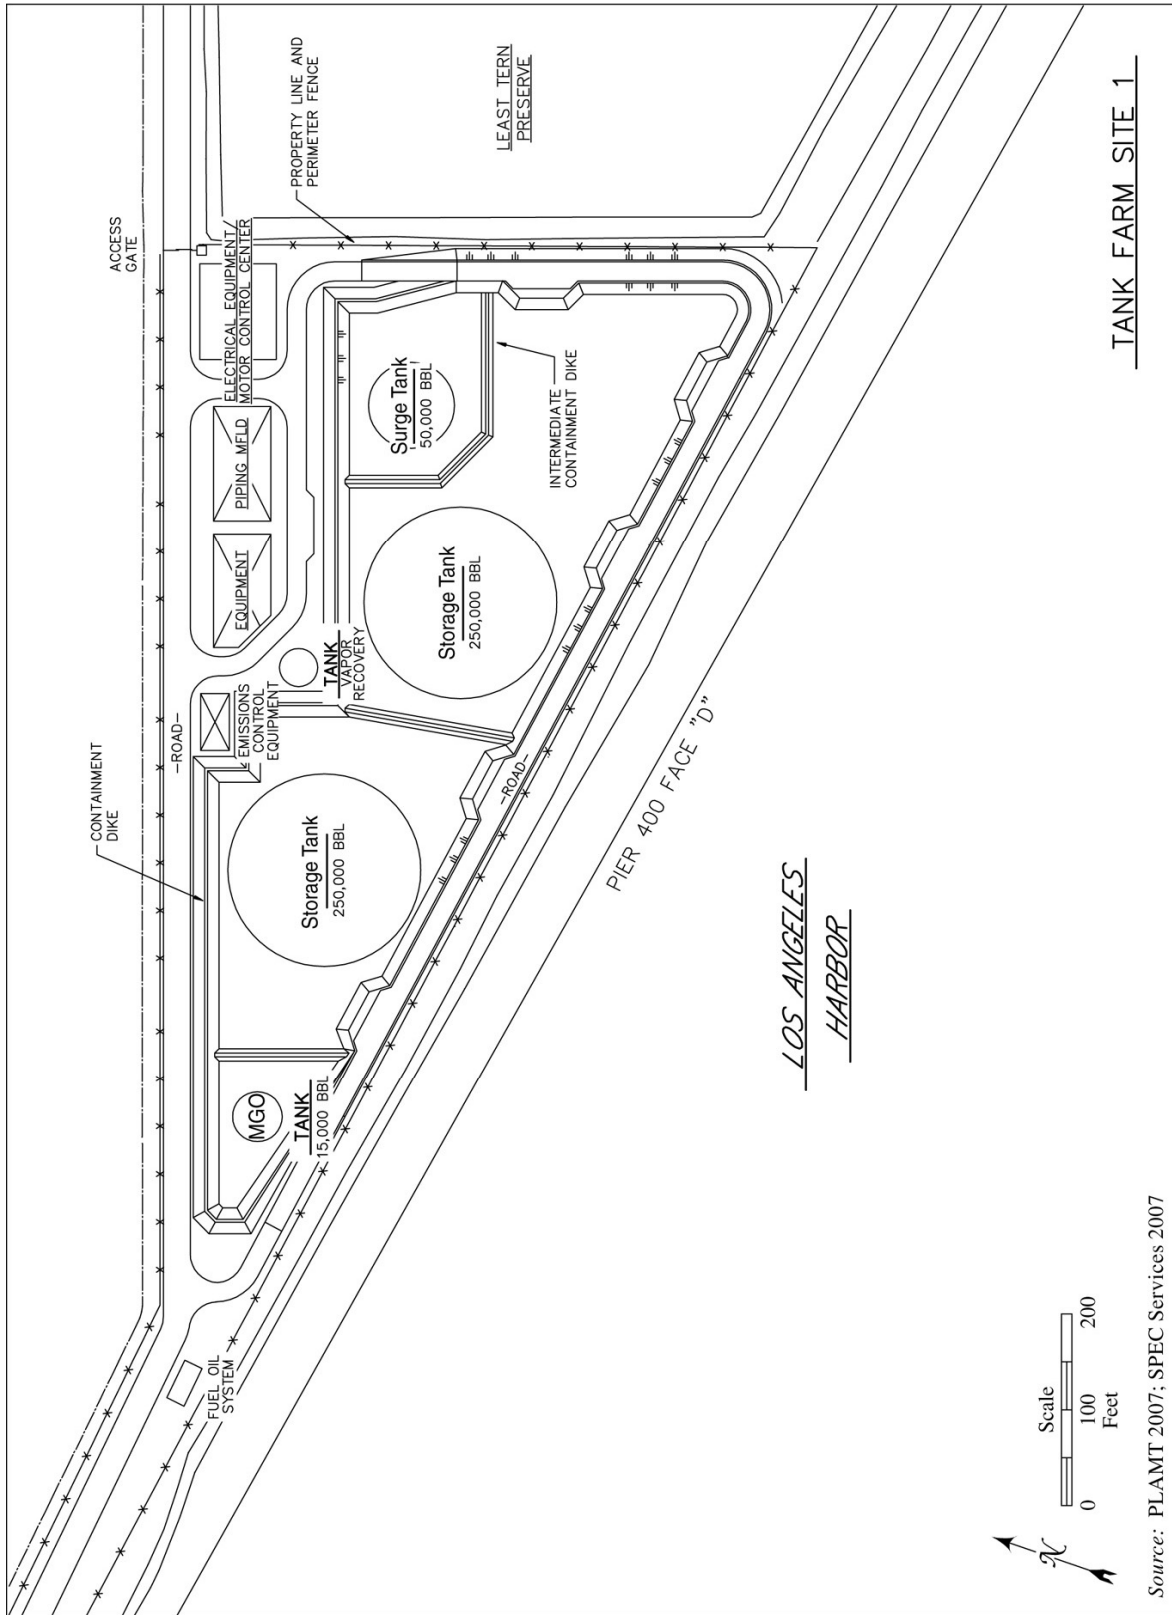 ACCESS
GATE
PROPERTY LINE AND
PERIMETER FENCE
LEAST TERN
PRESERVE
ELECTRICAL EQUIPMENT/
MOTOR CONTROL CENTER
PIPING MFLD
EQUIPMENT
-ROAD-
EMISSIONS
CONTROL
EQUIPMENT
TANK
VAPOR
RECOVERY
CONTAINMENT
DIKE
Surge Tank
50,000 BBL
INTERMEDIATE
CONTAINMENT DIKE
Storage Tank
250,000 BBL
Storage Tank
250,000 BBL
-ROAD-
MGO
TANK
15,000 BBL
FUEL OIL
SYSTEM
PIER 400 FACE "D"
LOS ANGELES
HARBOR
TANK FARM SITE 1
N
Scale
0 100 200
Feet
Source: PLAMT 2007; SPEC Services 2007